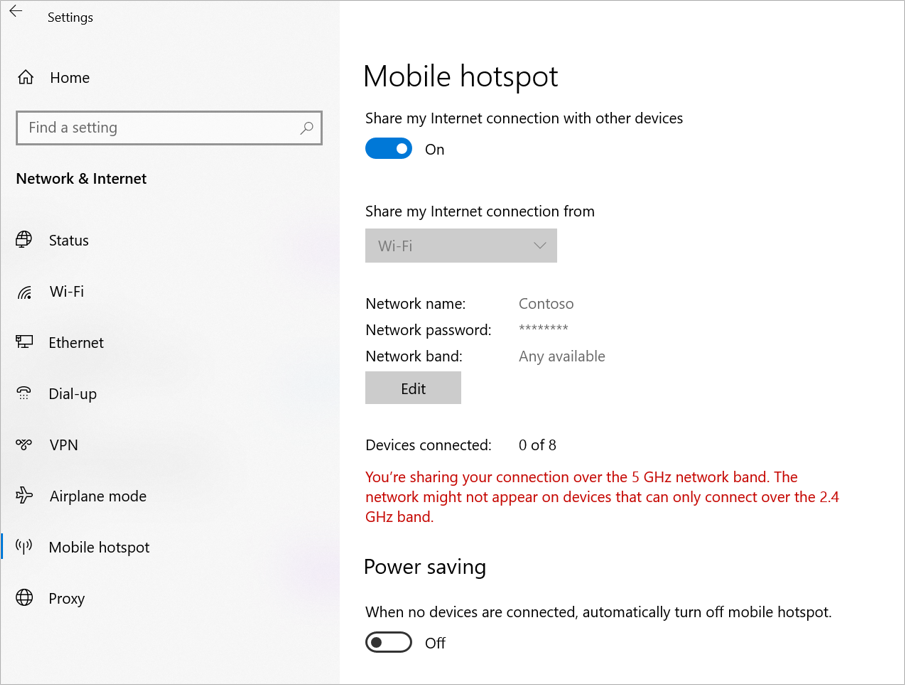 Settings
Home
Find a setting
Network & Internet
Status
Wi-Fi
Ethernet
Dial-up
VPN
Airplane mode
Mobile hotspot
Proxy
Mobile hotspot
Share my Internet connection with other devices
On
Share my Internet connection from
Wi-Fi
Network name: Contoso
Network password: ********
Network band: Any available
Edit
Devices connected: 0 of 8
You’re sharing your connection over the 5 GHz network band. The
network might not appear on devices that can only connect over the 2.4
GHz band.
Power saving
When no devices are connected, automatically turn off mobile hotspot.
Off